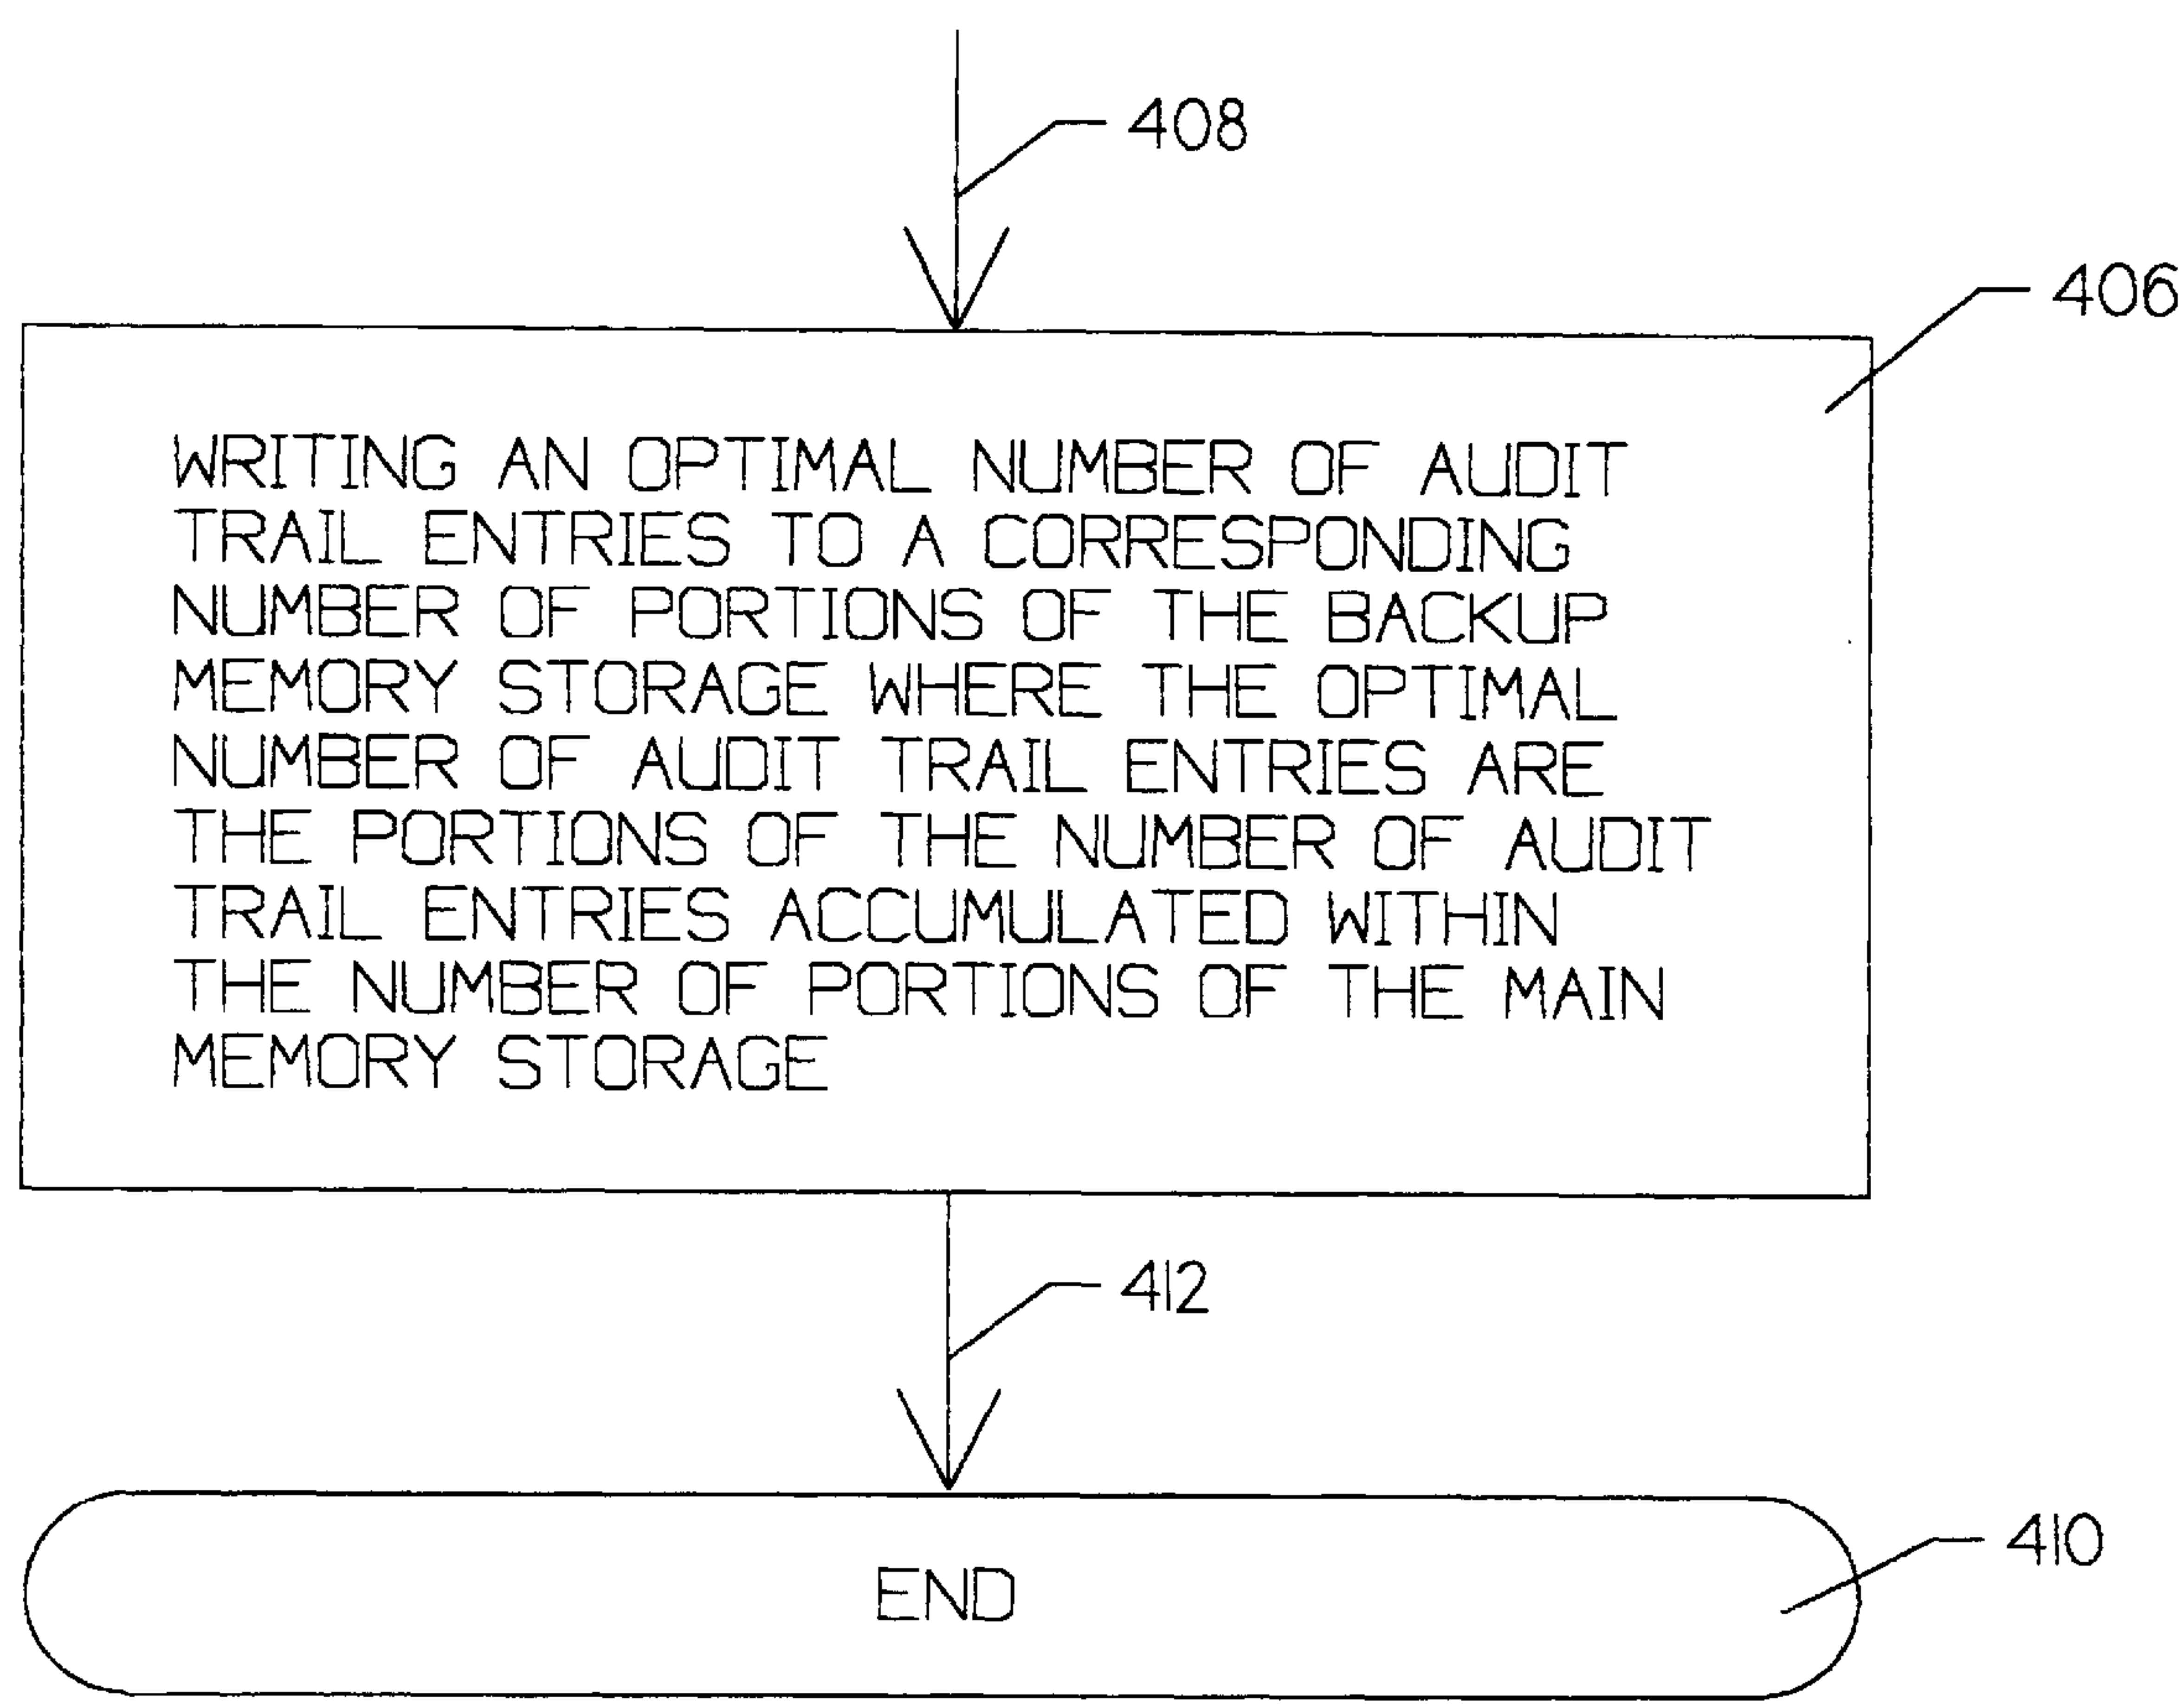 408
406
WRITING AN OPTIMAL NUMBER OF AUDIT
TRAIL ENTRIES TO A CORRESPONDING
NUMBER OF PORTIONS OF THE BACKUP
MEMORY STORAGE WHERE THE OPTIMAL
NUMBER OF AUDIT TRAIL ENTRIES ARE
THE PORTIONS OF THE NUMBER OF AUDIT
TRAIL ENTRIES ACCUMULATED WITHIN
THE NUMBER OF PORTIONS OF THE MAIN
MEMORY STORAGE
412
410
END